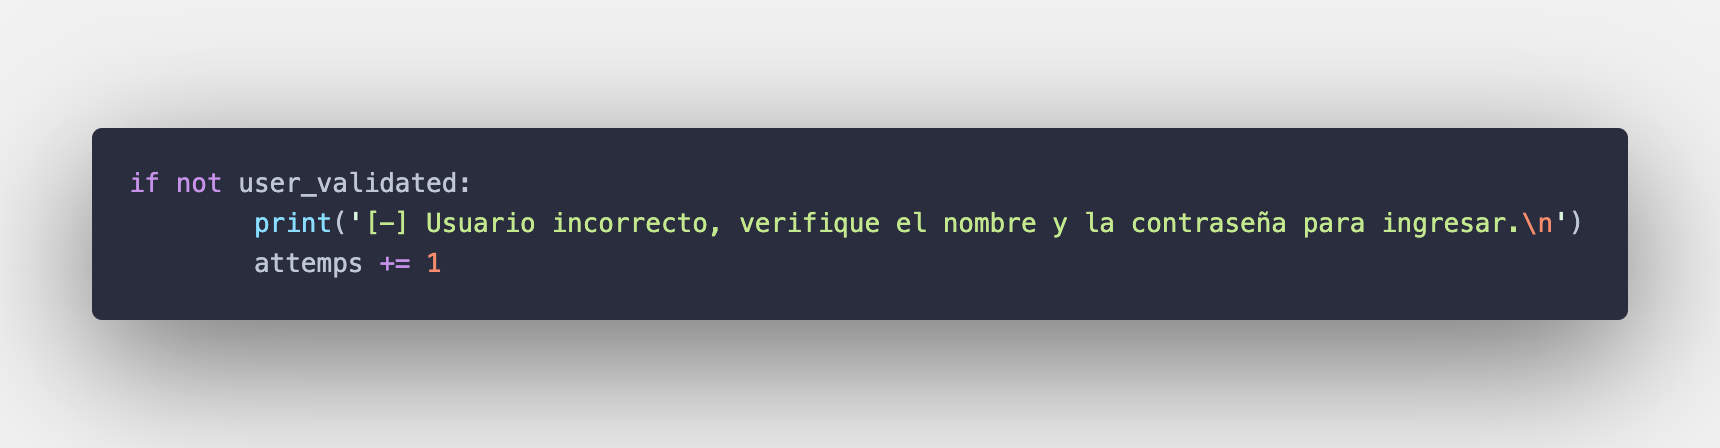 if not user_validated:
        print('[-] Usuario incorrecto, verifique el nombre y la contraseña para ingresar.\n')
        attemps += 1